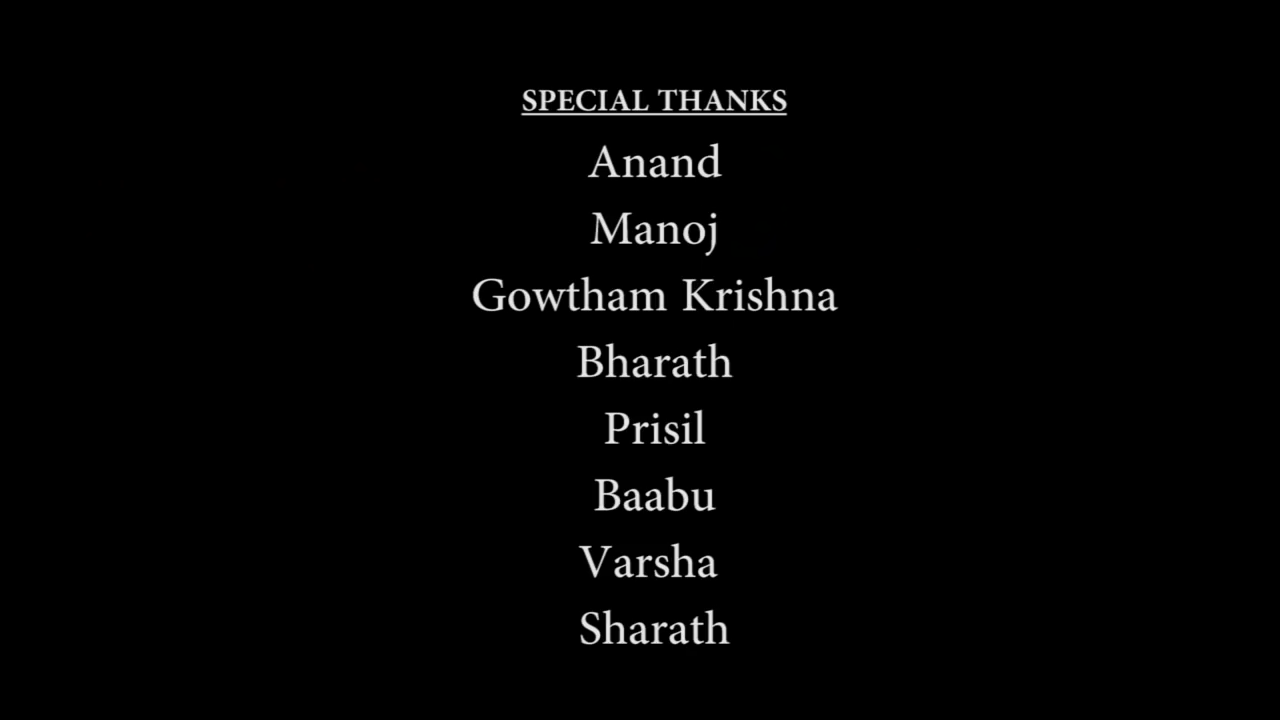 SPECIAL THANKS
Anand
Manoj
Gowtham Krishna
Bharath
Prisil
Baabu
Varsha
Sharath